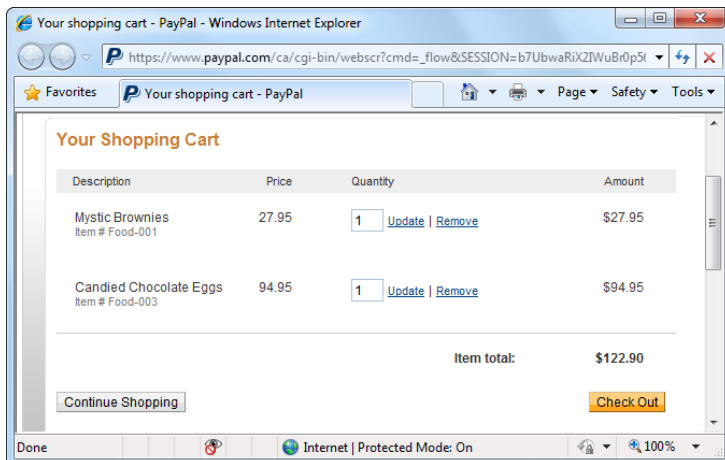 Your shopping cart - PayPal - Windows Internet Explorer
https://www.paypal.com/ca/cgi-bin/webscr?cmd=_flow&SESSION=b7UbwaRiX2IWuBr0p5(
Favorites Your shopping cart - PayPal Page Safety Tools
Your Shopping Cart
Description Price Quantity Amount
Mystic Brownies 27.95 1 Update | Remove $27.95
Item # Food-001
Candied Chocolate Eggs 94.95 1 Update | Remove $94.95
Item # Food-003
Item total: $122.90
Continue Shopping Check Out
Done Internet | Protected Mode: On 100%